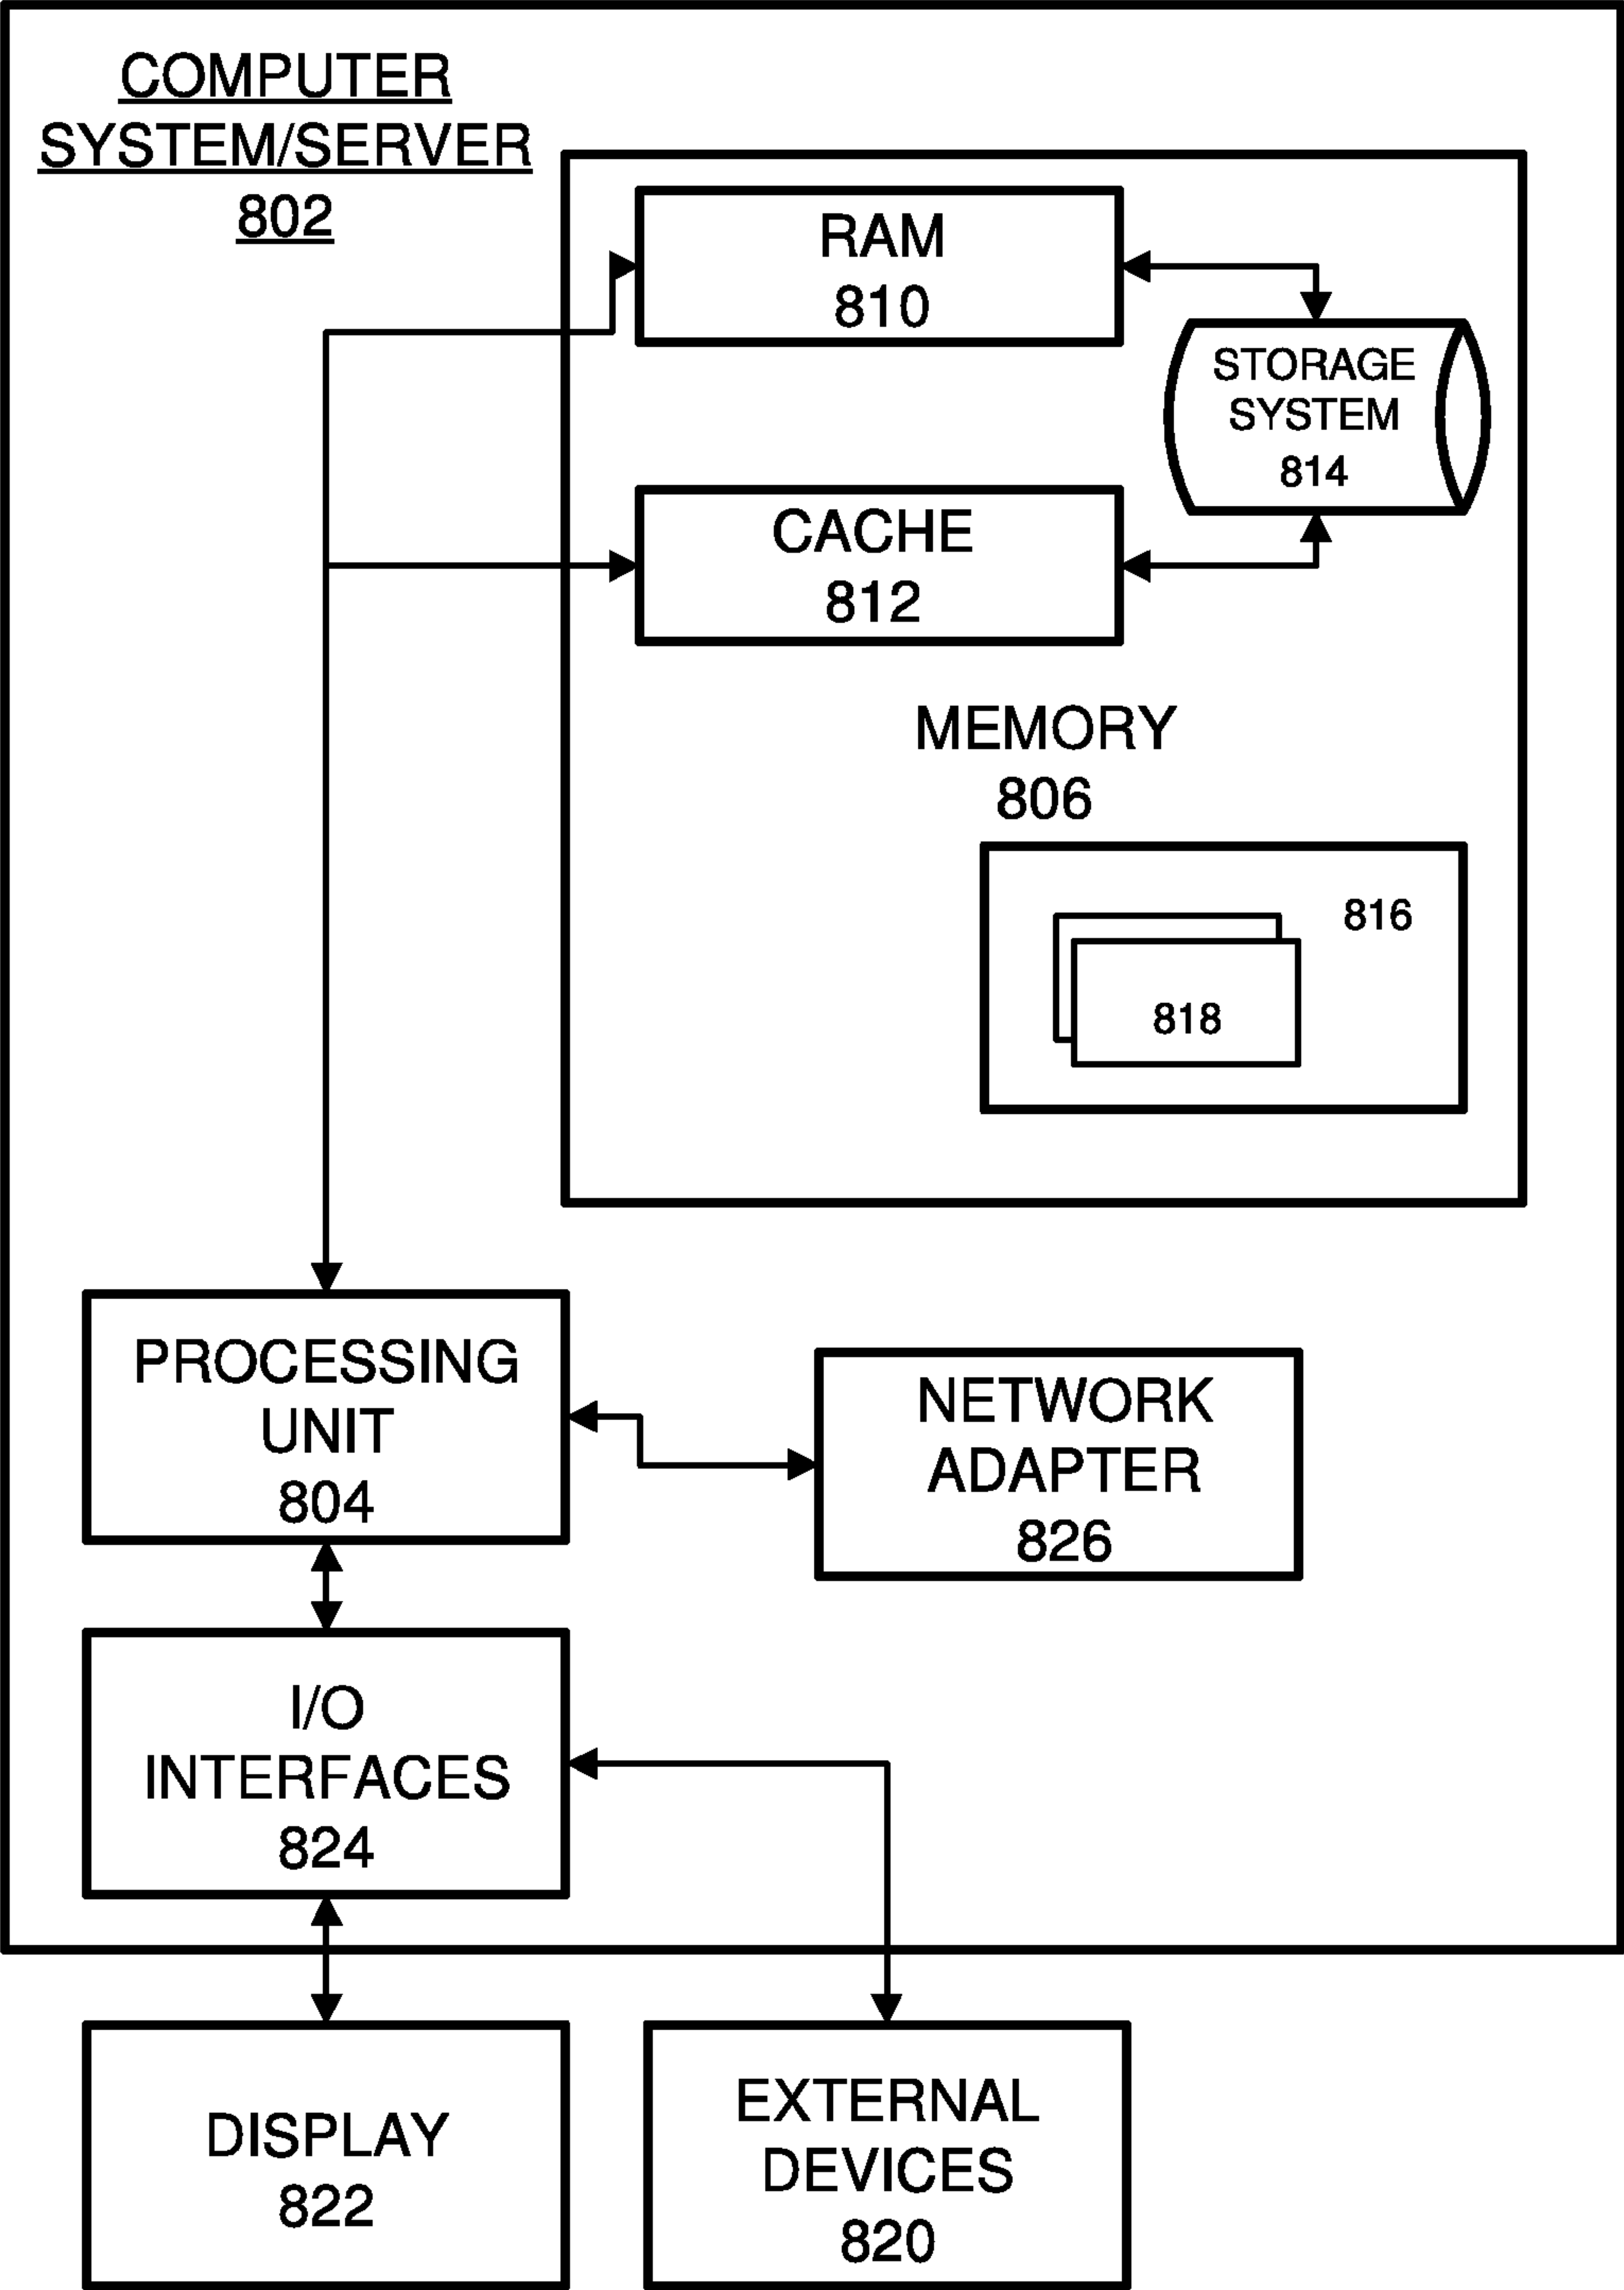 COMPUTER
SYSTEM/SERVER
802
RAM
810
STORAGE
SYSTEM
814
CACHE
812
MEMORY
806
816
818
PROCESSING
UNIT
804
NETWORK
ADAPTER
826
I/O
INTERFACES
824
DISPLAY
822
EXTERNAL
DEVICES
820